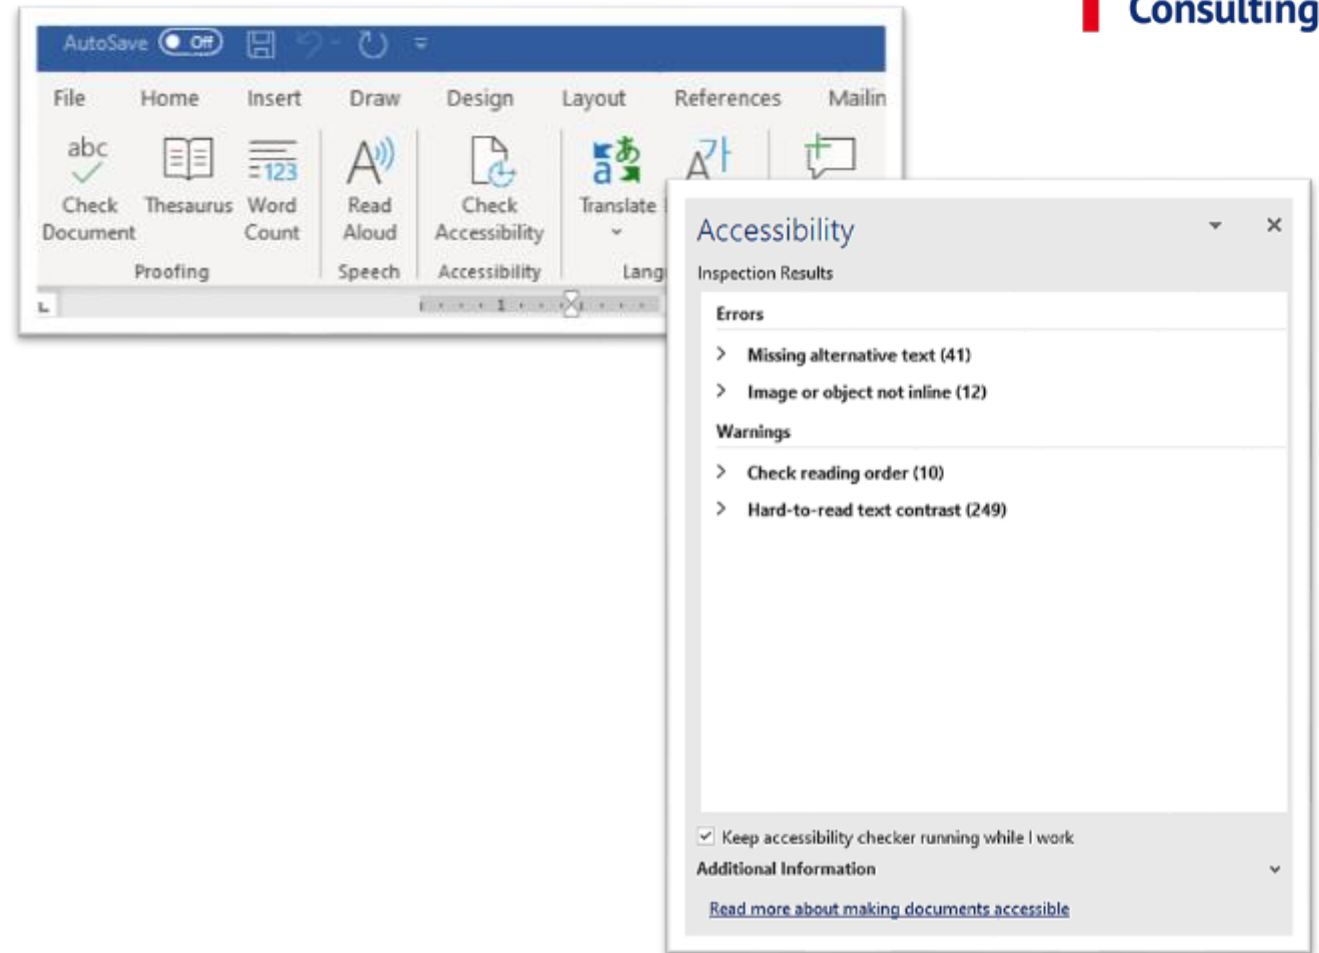 Consulting
AutoSave Off
File Home Insert Draw Design Layout References Mailin
abc
123
a あ
A 가
Check Document
Thesaurus
Word Count
Read Aloud
Check Accessibility
Translate
Proofing Speech Accessibility Lang
1
Accessibility
Inspection Results
Errors
Missing alternative text (41)
Image or object not inline (12)
Warnings
Check reading order (10)
Hard-to-read text contrast (249)
Keep accessibility checker running while I work
Additional Information
Read more about making documents accessible